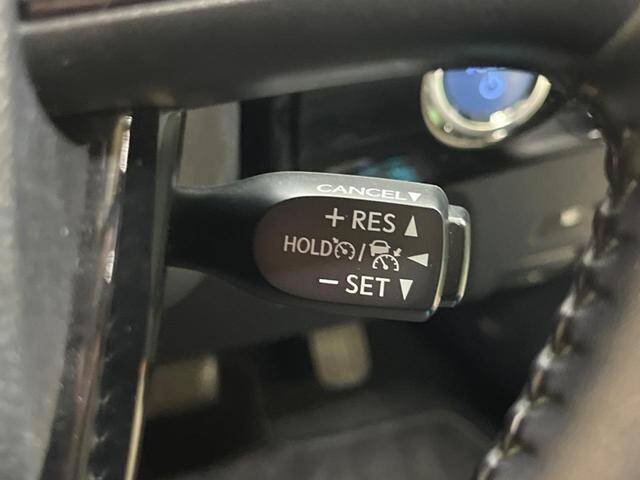 CANCEL▼
+ RES ▲
HOLD / ◀
− SET ▼